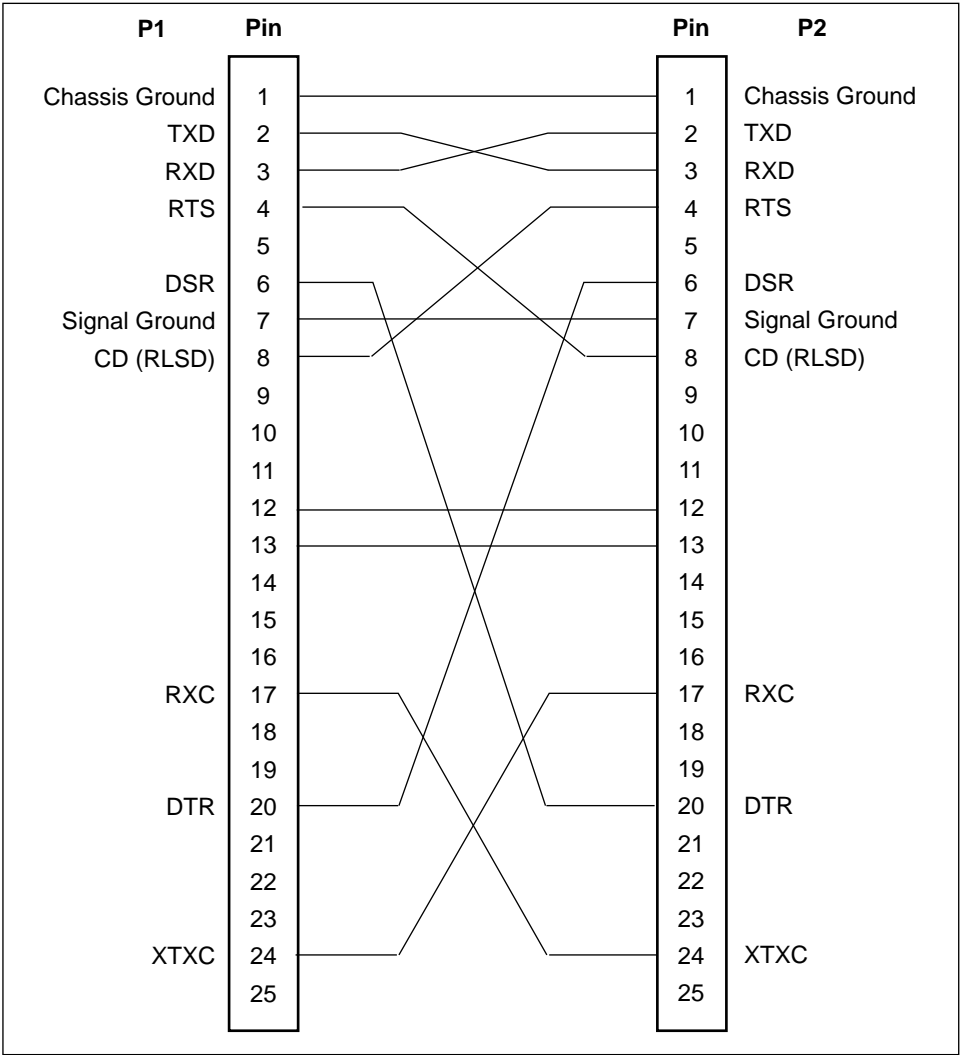 P1 Pin Pin P2
Chassis Ground 1 1 Chassis Ground
TXD 2 2 TXD
RXD 3 3 RXD
RTS 4 4 RTS
5 5
DSR 6 6 DSR
Signal Ground 7 7 Signal Ground
CD (RLSD) 8 8 CD (RLSD)
9 9
10 10
11 11
12 12
13 13
14 14
15 15
16 16
RXC 17 17 RXC
18 18
19 19
DTR 20 20 DTR
21 21
22 22
23 23
XTXC 24 24 XTXC
25 25